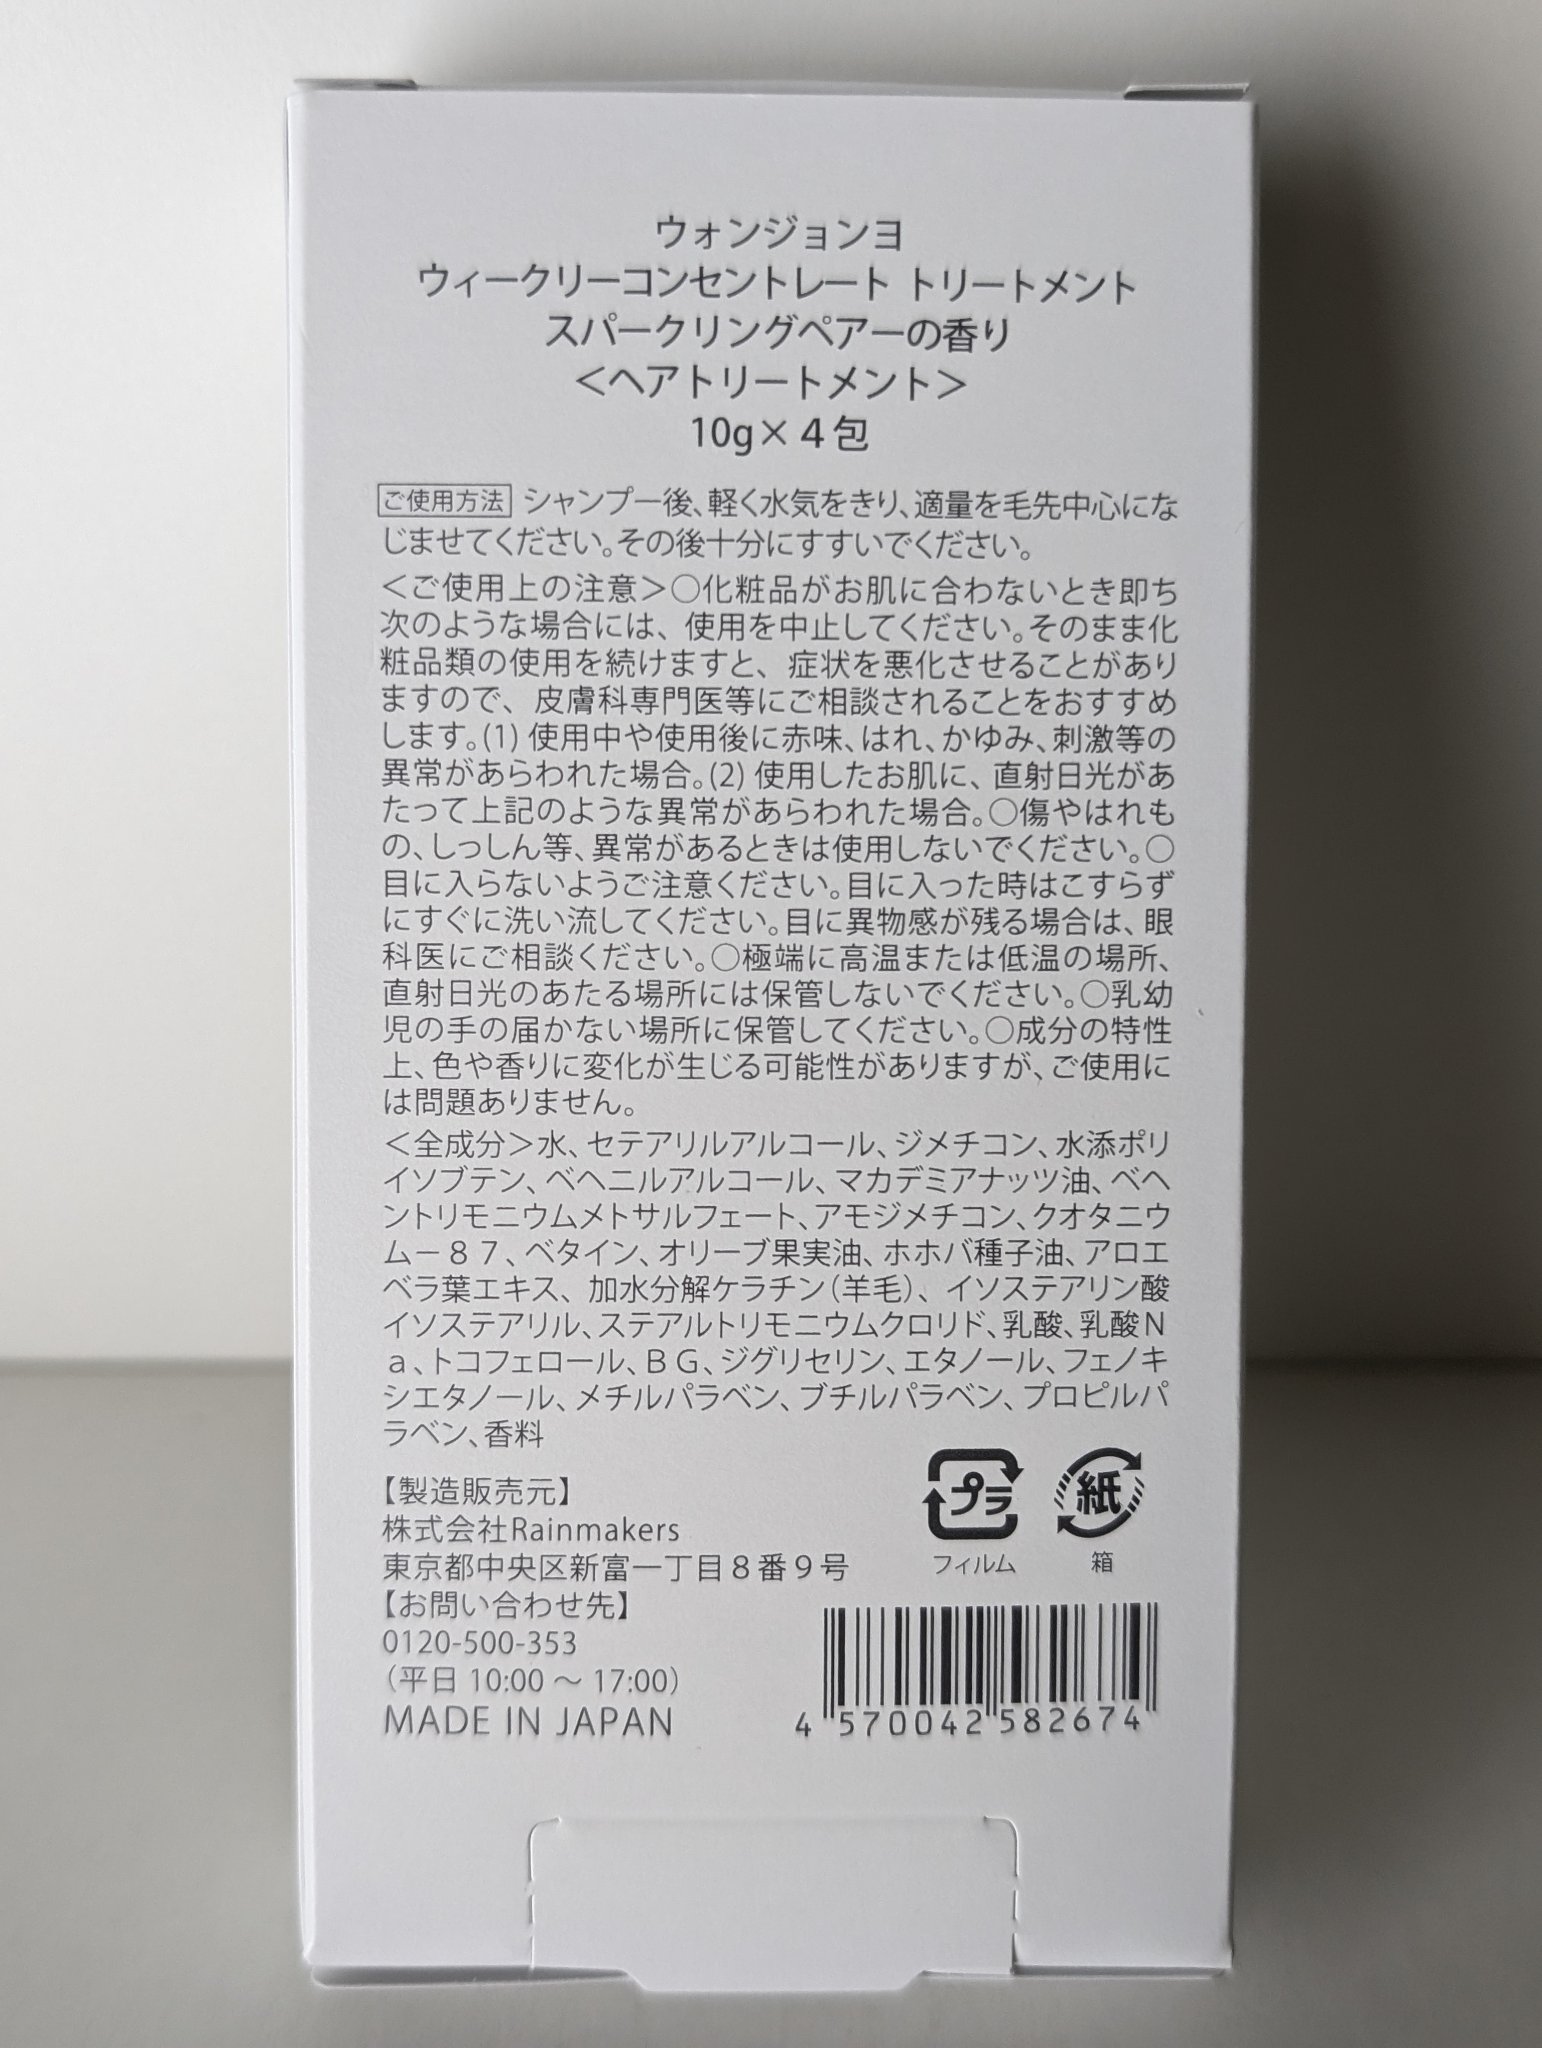 ウォンジョンヨ
ウィークリーコンセントレート トリートメント
スパークリングペアーの香り
＜ヘアトリートメント＞
10g×4包
ご使用方法 シャンプー後、軽く水気をきり、適量を毛先中心にな
じませてください。その後十分にすすいでください。
＜ご使用上の注意＞○化粧品がお肌に合わないとき即ち
次のような場合には、使用を中止してください。そのまま化
粧品類の使用を続けますと、症状を悪化させることがあり
ますので、皮膚科専門医等にご相談されることをおすすめ
します。(1) 使用中や使用後に赤味、はれ、かゆみ、刺激等の
異常があらわれた場合。(2) 使用したお肌に、直射日光があ
たって上記のような異常があらわれた場合。○傷やはれも
の、しっしん等、異常があるときは使用しないでください。○
目に入らないようご注意ください。目に入った時はこすらず
にすぐに洗い流してください。目に異物感が残る場合は、眼
科医にご相談ください。○極端に高温または低温の場所、
直射日光のあたる場所には保管しないでください。○乳幼
児の手の届かない場所に保管してください。○成分の特性
上、色や香りに変化が生じる可能性がありますが、ご使用に
は問題ありません。
＜全成分＞水、セテアリルアルコール、ジメチコン、水添ポリ
イソブテン、ベヘニルアルコール、マカデミアナッツ油、ベヘ
ントリモニウムメトサルフェート、アモジメチコン、クオタニウ
ム－８７、ベタイン、オリーブ果実油、ホホバ種子油、アロエ
ベラ葉エキス、加水分解ケラチン（羊毛）、イソステアリン酸
イソステアリル、ステアルトリモニウムクロリド、乳酸、乳酸Ｎ
ａ、トコフェロール、ＢＧ、ジグリセリン、エタノール、フェノキ
シエタノール、メチルパラベン、ブチルパラベン、プロピルパ
ラベン、香料
【製造販売元】
株式会社Rainmakers
東京都中央区新富一丁目８番９号
【お問い合わせ先】
0120-500-353
（平日 10:00 ～ 17:00）
MADE IN JAPAN
プラ
フィルム
紙
箱
4 570042 582674